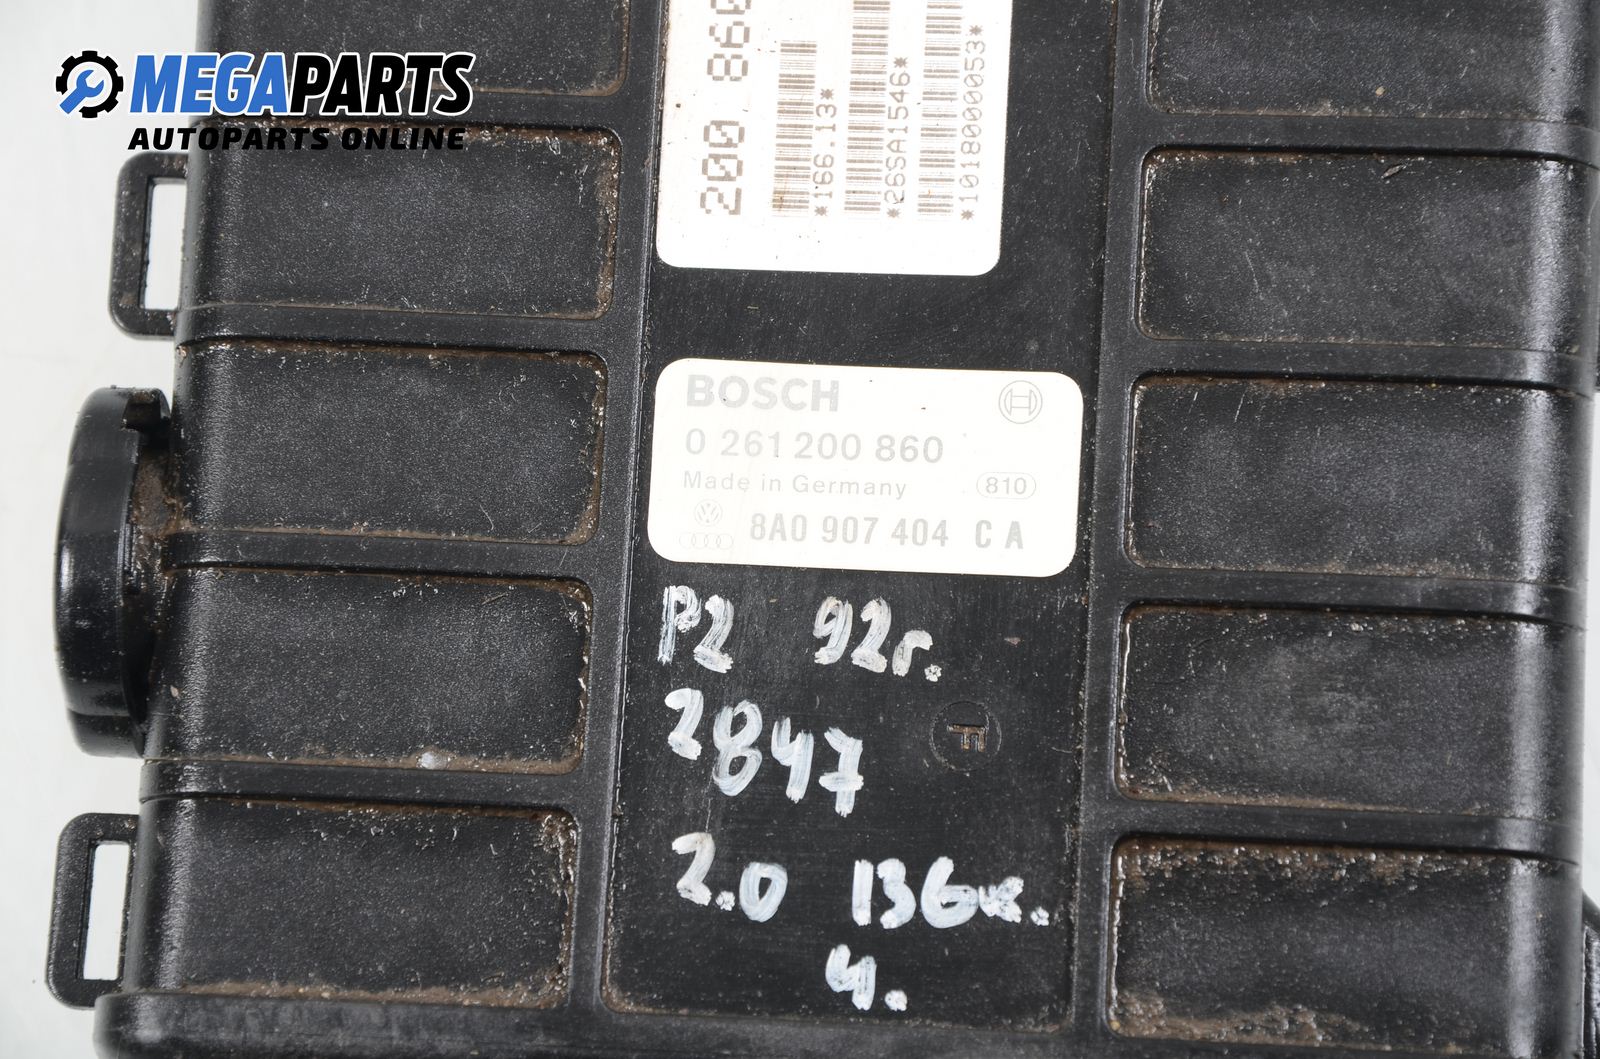 MEGAPARTS
AUTOPARTS ONLINE
200 860
*166.13*
*26SA1546*
*1018000053*
BOSCH
0 261 200 860
Made in Germany 810
8A0 907 404 C A
P2 92г.
2847
F
2.0 136к.
4.